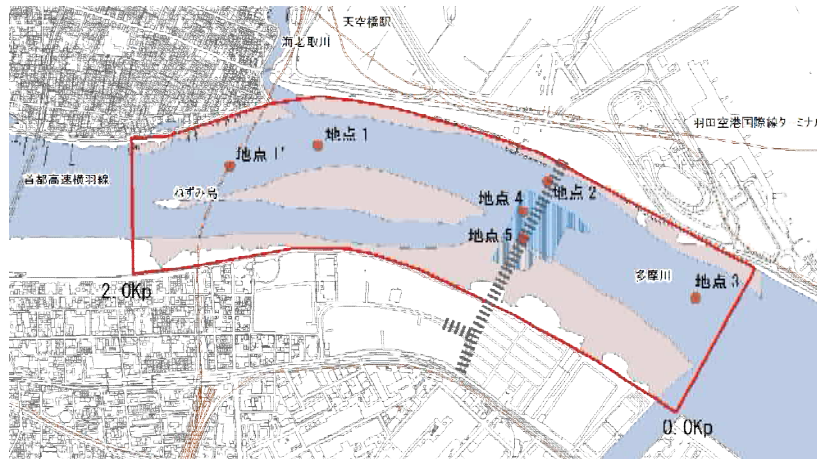 天空橋駅
海老取川
羽田空港国際線ターミナル
地点 1
地点 1'
首都高速横羽線
ねずみ島
地点 2
地点 4
地点 5
多摩川
地点 3
2.0Kp
0.0Kp